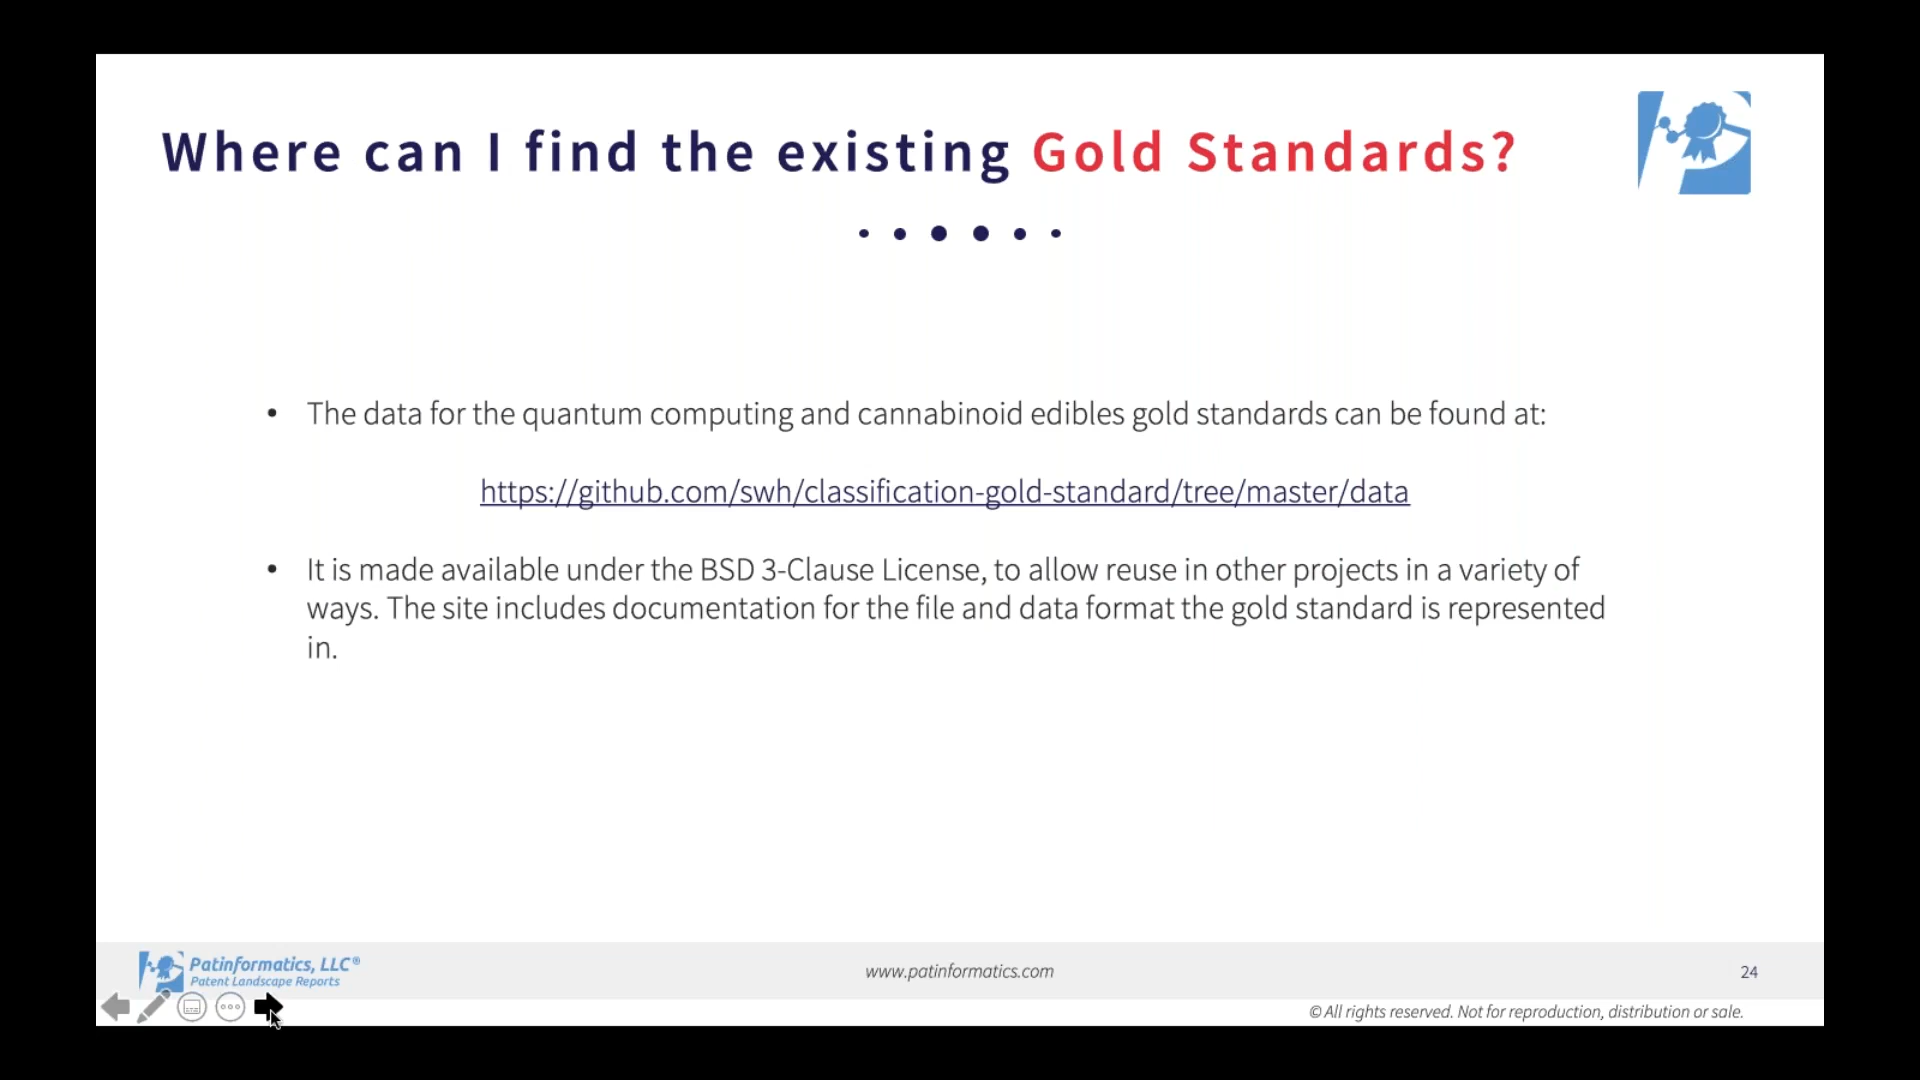 Where can I find the existing Gold Standards?
• The data for the quantum computing and cannabinoid edibles gold standards can be found at:
https://github.com/swh/classification-gold-standard/tree/master/data
• It is made available under the BSD 3-Clause License, to allow reuse in other projects in a variety of
ways. The site includes documentation for the file and data format the gold standard is represented
in.
Patinformatics, LLC®
Patent Landscape Reports
www.patinformatics.com
24
© All rights reserved. Not for reproduction, distribution or sale.